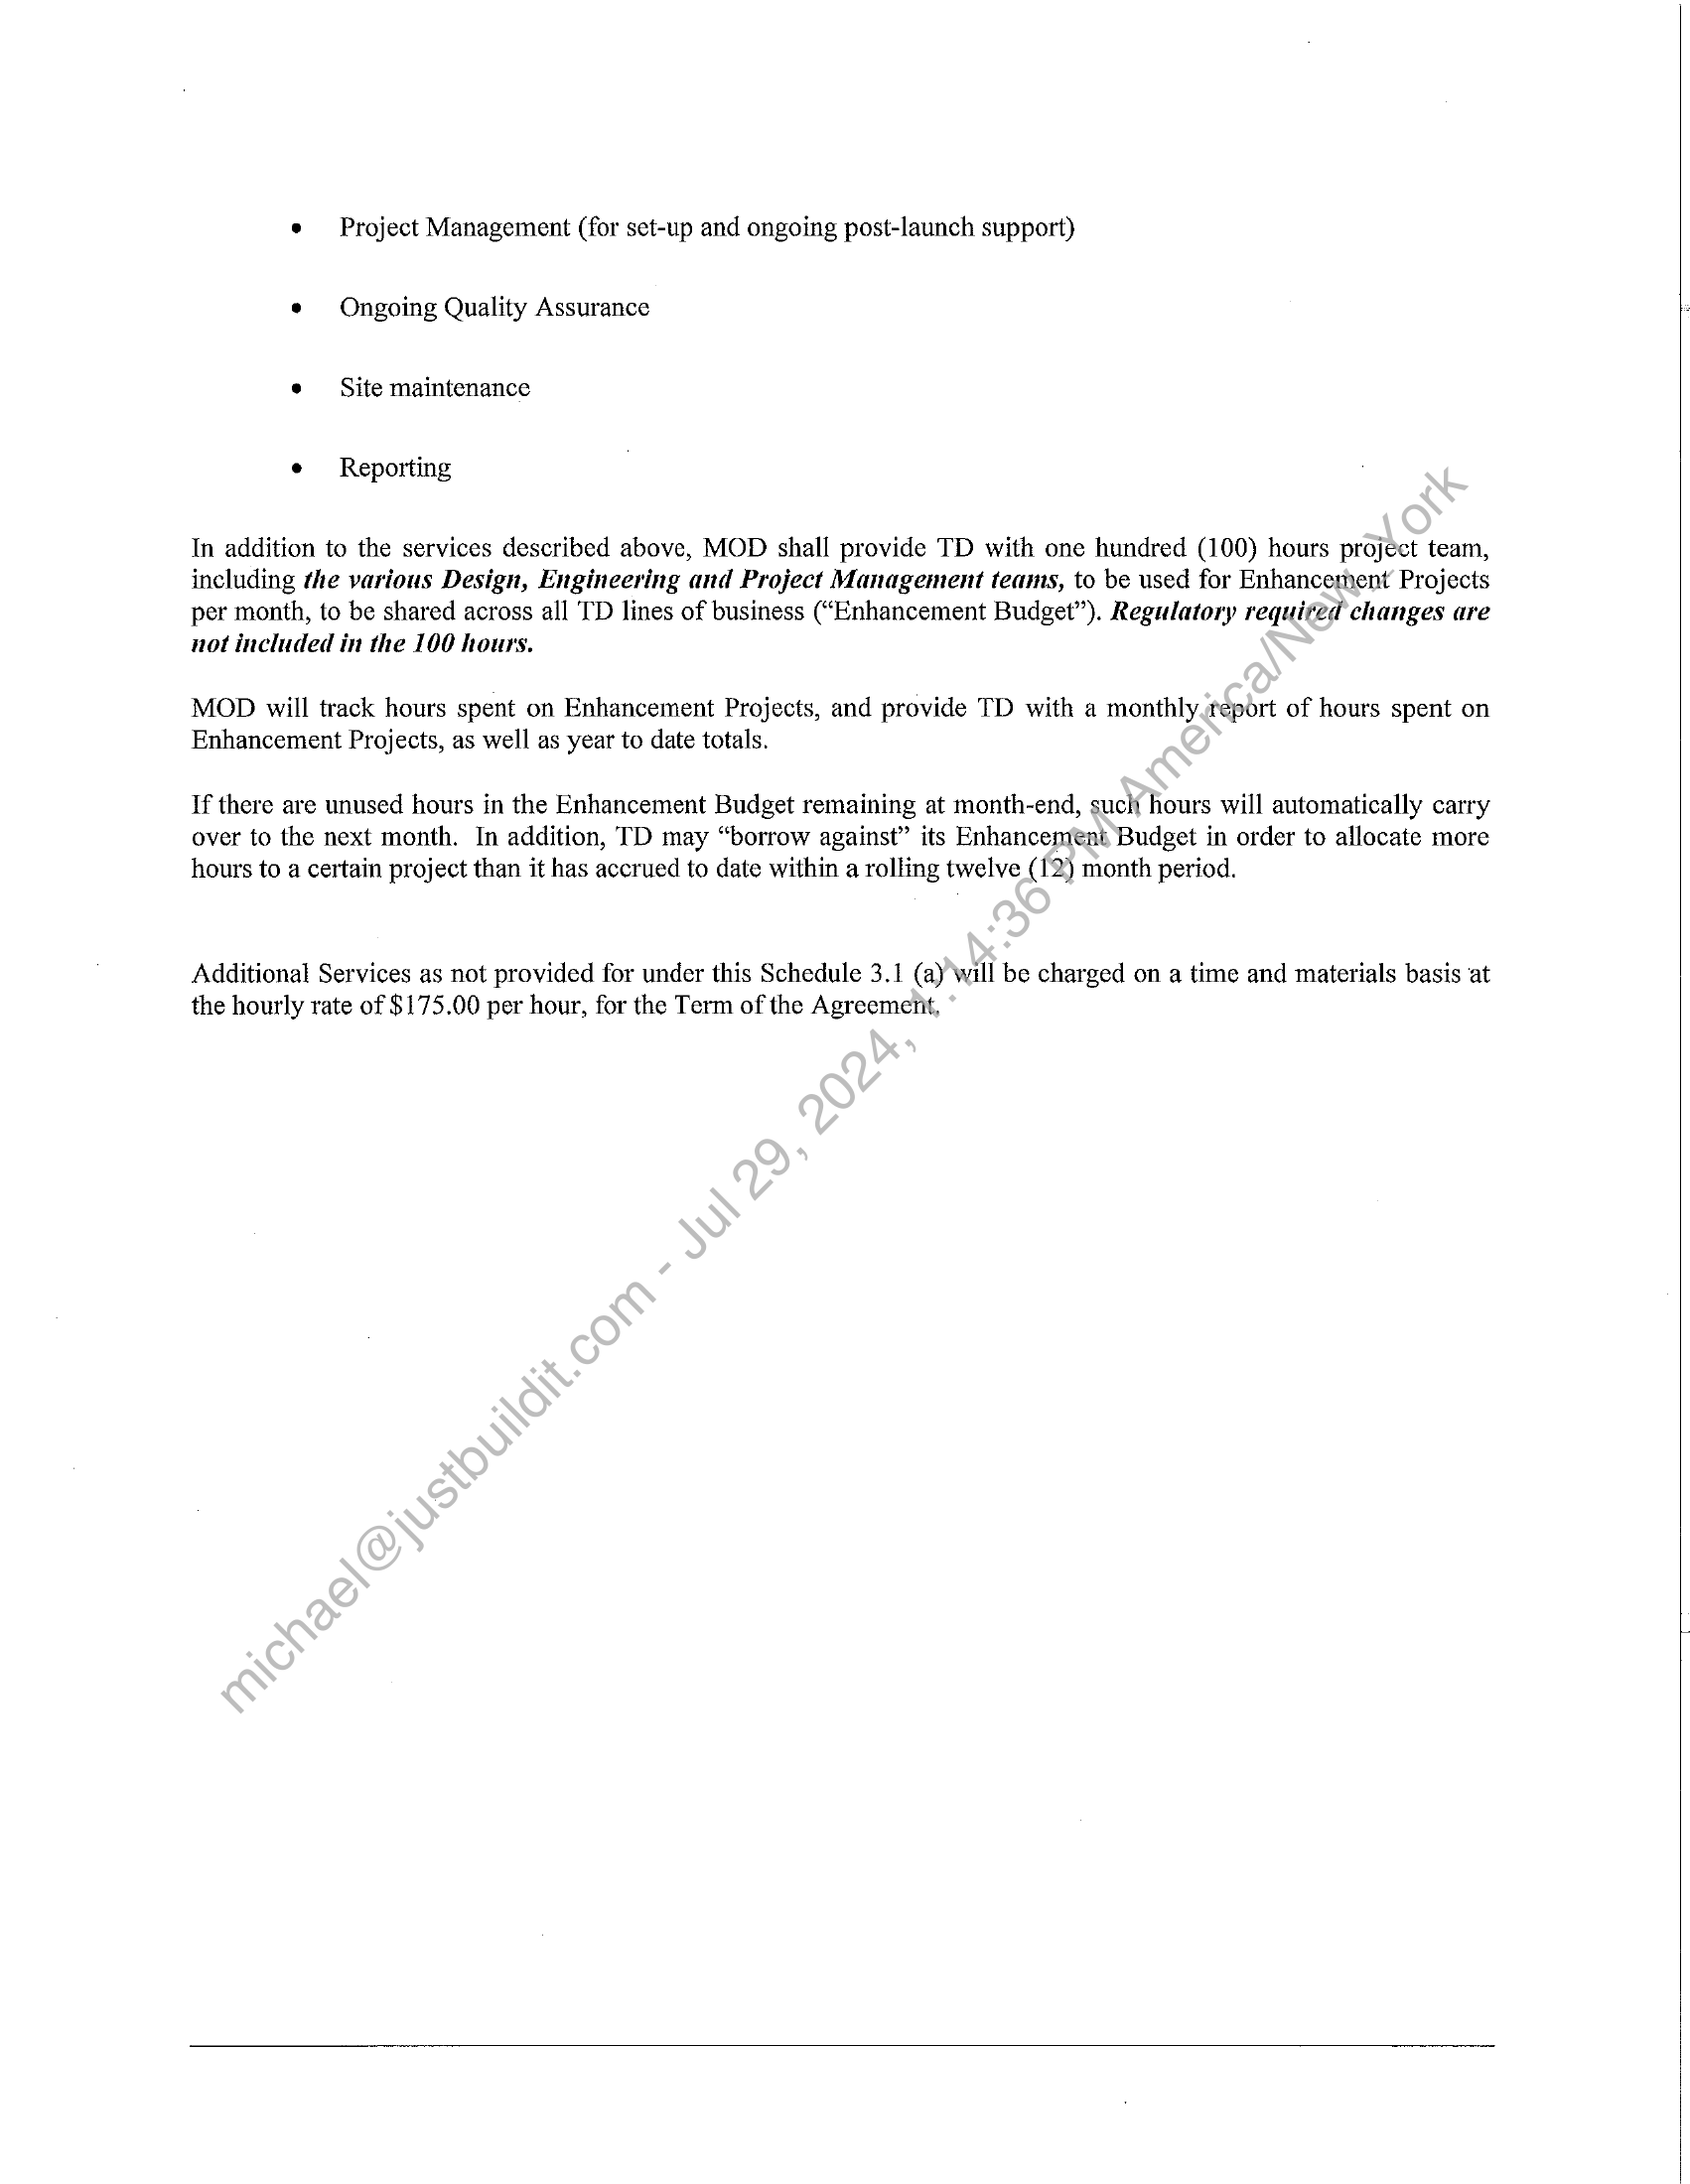 • Project Management (for set-up and ongoing post-launch support)
• Ongoing Quality Assurance
• Site maintenance
• Reporting
In addition to the services described above, MOD shall provide TD with one hundred (100) hours project team,
including the various Design, Engineering and Project Management teams, to be used for Enhancement Projects
per month, to be shared across all TD lines of business (“Enhancement Budget”). Regulatory required changes are
not included in the 100 hours.
MOD will track hours spent on Enhancement Projects, and provide TD with a monthly report of hours spent on
Enhancement Projects, as well as year to date totals.
If there are unused hours in the Enhancement Budget remaining at month-end, such hours will automatically carry
over to the next month. In addition, TD may “borrow against” its Enhancement Budget in order to allocate more
hours to a certain project than it has accrued to date within a rolling twelve (12) month period.
Additional Services as not provided for under this Schedule 3.1 (a) will be charged on a time and materials basis at
the hourly rate of $175.00 per hour, for the Term of the Agreement.
michael@justbuildit.com - Jul 29, 2024, 1:14:36 PM America/New_York